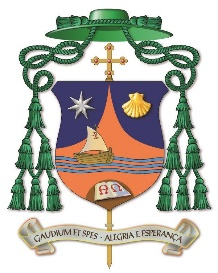 Α Ω
GAUDIUM ET SPES - ALEGRIA E ESPERANÇA